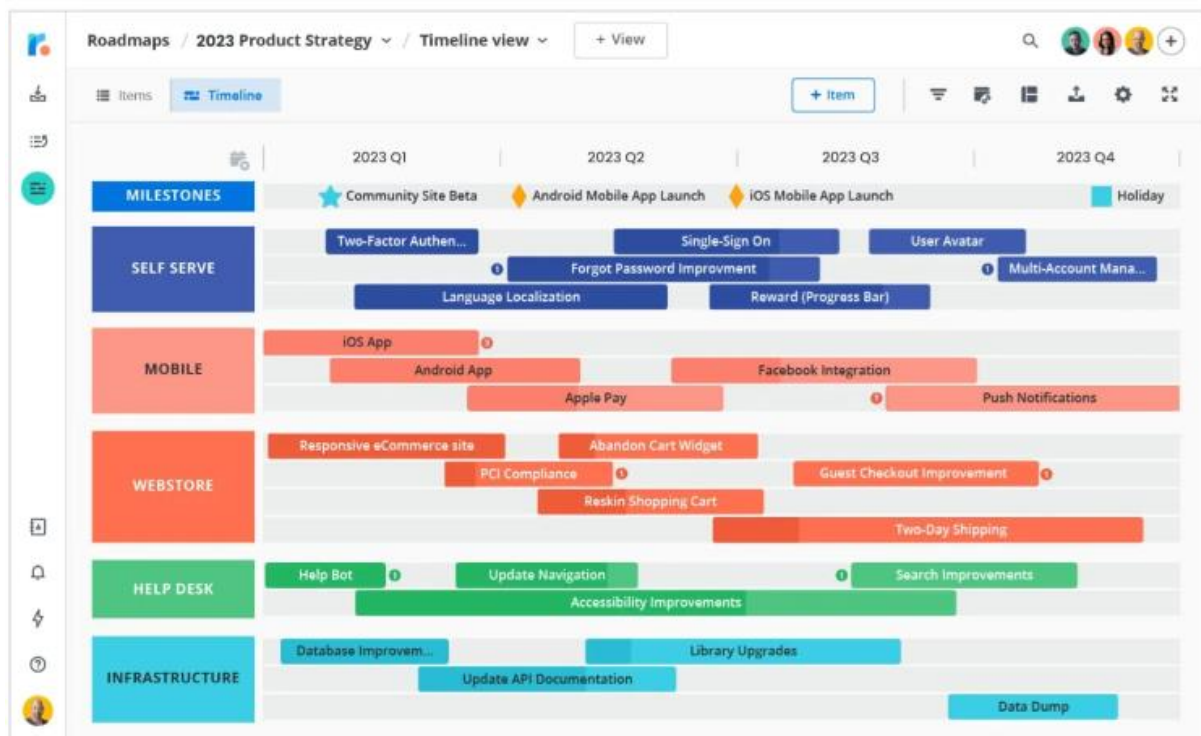 r.
Roadmaps / 2023 Product Strategy / Timeline view + View
Items Timeline + Item
2023 Q1 2023 Q2 2023 Q3 2023 Q4
MILESTONES Community Site Beta Android Mobile App Launch iOS Mobile App Launch Holiday
Two-Factor Authen... Single-Sign On User Avatar
SELF SERVE 1 Forgot Password Improvment 1 Multi-Account Mana...
Language Localization Reward (Progress Bar)
iOS App
MOBILE Android App Facebook Integration
Apple Pay Push Notifications
Responsive eCommerce site Abandon Cart Widget
PCI Compliance Guest Checkout Improvement
WEBSTORE
Reskin Shopping Cart
Two-Day Shipping
Help Bot 1 Update Navigation 1 Search Improvements
HELP DESK
Accessibility Improvements
Database Improvem... Library Upgrades
INFRASTRUCTURE Update API Documentation
Data Dump